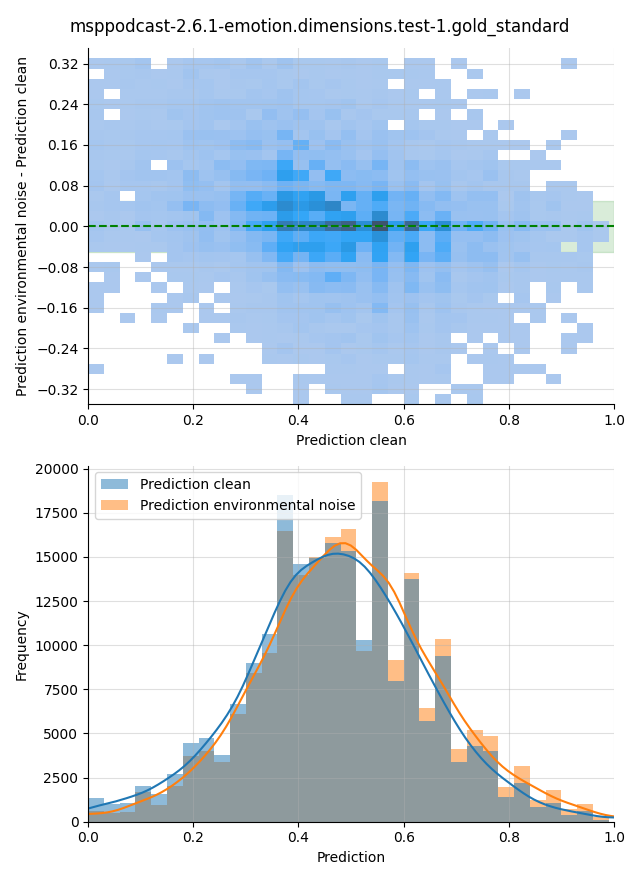 msppodcast-2.6.1-emotion.dimensions.test-1.gold_standard
Prediction environmental noise - Prediction clean
0.32
0.24
0.16
0.08
0.00
−0.08
−0.16
−0.24
−0.32
0.0 0.2 0.4 0.6 0.8 1.0
Prediction clean
Frequency
20000
17500
15000
12500
10000
7500
5000
2500
0
Prediction clean
Prediction environmental noise
0.0 0.2 0.4 0.6 0.8 1.0
Prediction